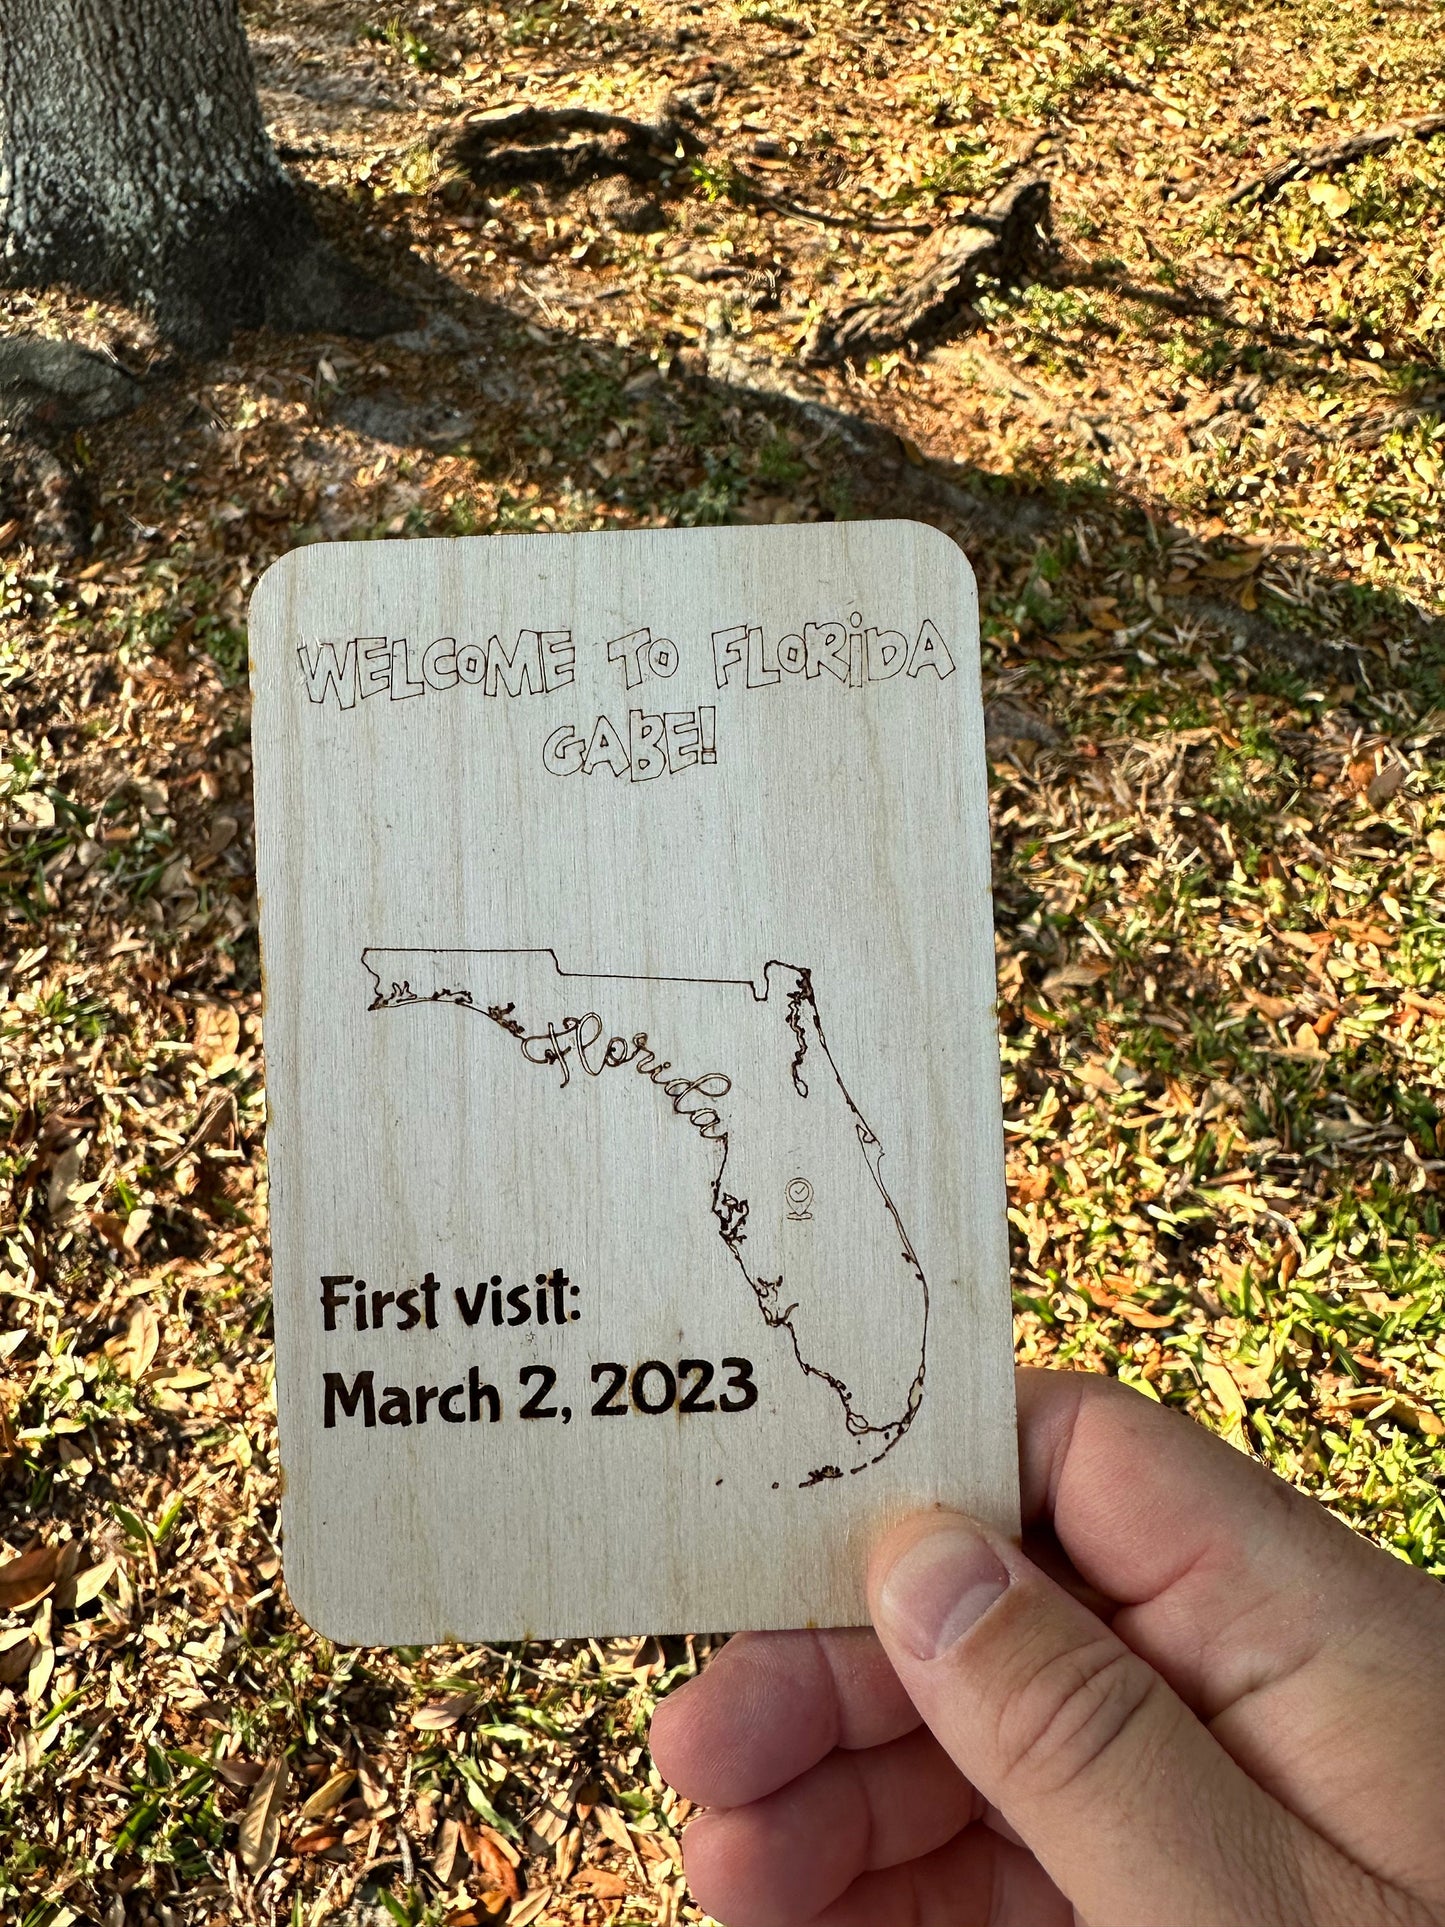 WELCOME TO FLORiDA
GABE!
Florida
First visit:
March 2, 2023